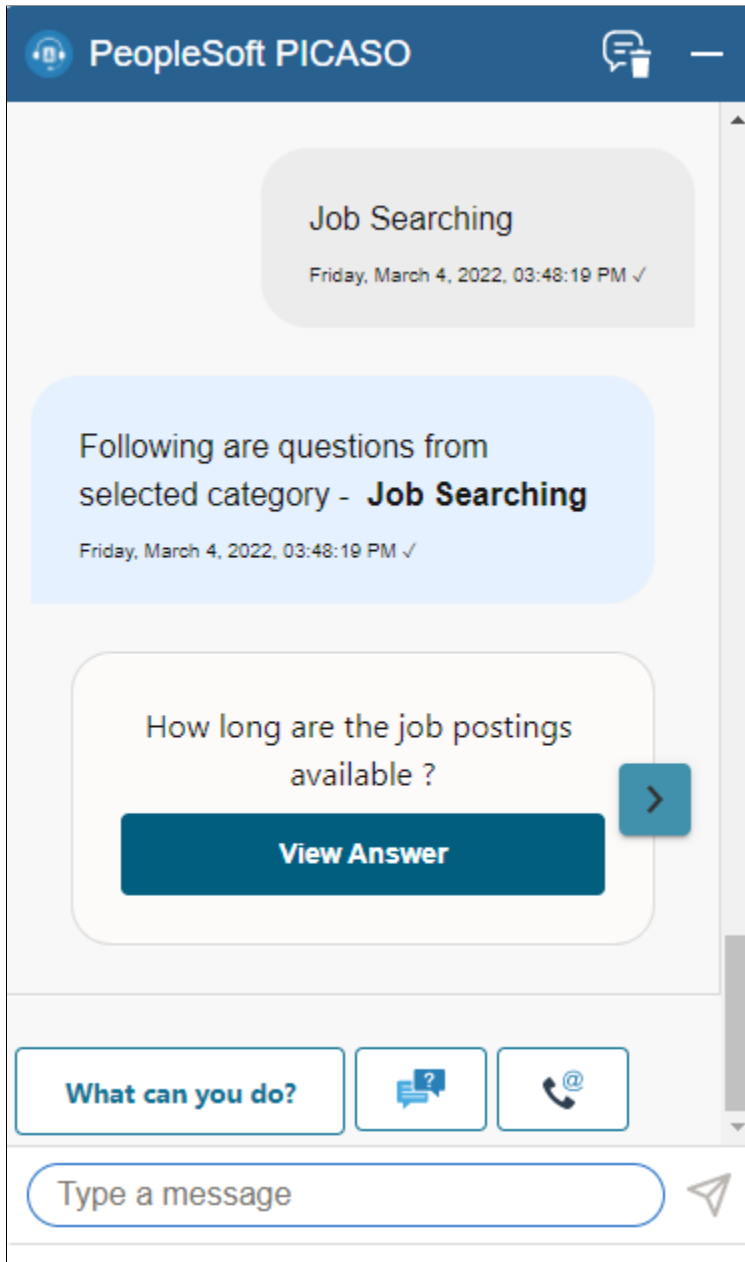 PeopleSoft PICASO
Job Searching
Friday, March 4, 2022, 03:48:19 PM ✓
Following are questions from
selected category - Job Searching
Friday, March 4, 2022, 03:48:19 PM ✓
How long are the job postings
available ?
View Answer
What can you do?
?
@
Type a message